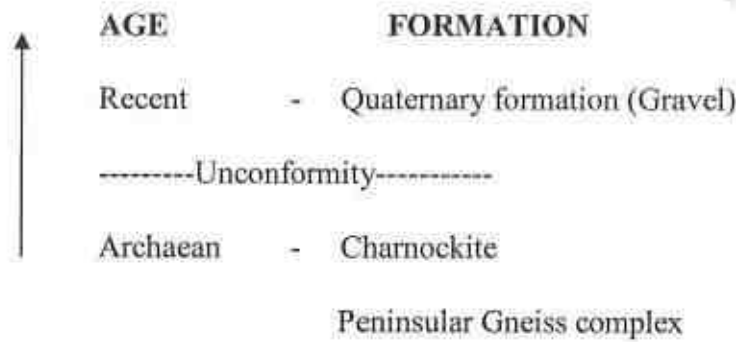 AGE FORMATION
Recent - Quaternary formation (Gravel)
---------Unconformity-----------
Archaean - Charnockite
Peninsular Gneiss complex